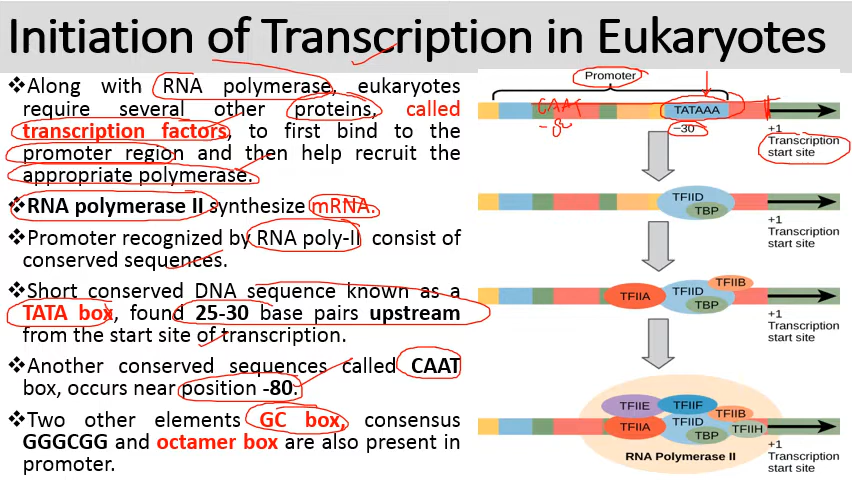 Initiation of Transcription in Eukaryotes
❖Along with RNA polymerase, eukaryotes
require several other proteins, called
transcription factors, to first bind to the
promoter region and then help recruit the
appropriate polymerase.
❖RNA polymerase II synthesize mRNA.
❖Promoter recognized by RNA poly-II consist of
conserved sequences.
❖Short conserved DNA sequence known as a
TATA box, found 25-30 base pairs upstream
from the start site of transcription.
❖Another conserved sequences called CAAT
box, occurs near position -80.
❖Two other elements GC box, consensus
GGGCGG and octamer box are also present in
promoter.
Promoter
CAAT
TATAAA
-80
−30
+1
Transcription
start site
TFIID
TBP
+1
Transcription
start site
TFIIB
TFIIA
TFIID
TBP
+1
Transcription
start site
TFIIE
TFIIF
TFIIB
TFIIA
TFIID
TFIIH
TBP
RNA Polymerase II
+1
Transcription
start site